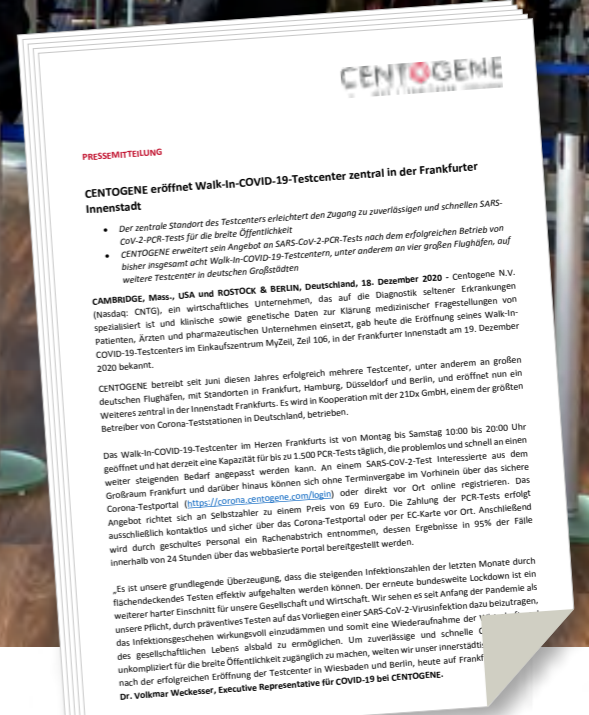 CENTOGENE
PRESSEMITTEILUNG
CENTOGENE eröffnet Walk-In-COVID-19-Testcenter zentral in der Frankfurter
Innenstadt
• Der zentrale Standort des Testcenters erleichtert den Zugang zu zuverlässigen und schnellen SARS-
CoV-2-PCR-Tests für die breite Öffentlichkeit
• CENTOGENE erweitert sein Angebot an SARS-CoV-2-PCR-Tests nach dem erfolgreichen Betrieb von
bisher insgesamt acht Walk-In-COVID-19-Testcentern, unter anderem an vier großen Flughäfen, auf
weitere Testcenter in deutschen Großstädten
CAMBRIDGE, Mass., USA und ROSTOCK & BERLIN, Deutschland, 18. Dezember 2020 - Centogene N.V.
(Nasdaq: CNTG), ein wirtschaftliches Unternehmen, das auf die Diagnostik seltener Erkrankungen
spezialisiert ist und klinische sowie genetische Daten zur Klärung medizinischer Fragestellungen von
Patienten, Ärzten und pharmazeutischen Unternehmen einsetzt, gab heute die Eröffnung seines Walk-In-
COVID-19-Testcenters im Einkaufszentrum MyZeil, Zeil 106, in der Frankfurter Innenstadt am 19. Dezember
2020 bekannt.
CENTOGENE betreibt seit Juni diesen Jahres erfolgreich mehrere Testcenter, unter anderem an großen
deutschen Flughäfen, mit Standorten in Frankfurt, Hamburg, Düsseldorf und Berlin, und eröffnet nun ein
Weiteres zentral in der Innenstadt Frankfurts. Es wird in Kooperation mit der 21Dx GmbH, einem der größten
Betreiber von Corona-Teststationen in Deutschland, betrieben.
Das Walk-In-COVID-19-Testcenter im Herzen Frankfurts ist von Montag bis Samstag 10:00 bis 20:00 Uhr
geöffnet und hat derzeit eine Kapazität für bis zu 1.500 PCR-Tests täglich, die problemlos und schnell an einen
weiter steigenden Bedarf angepasst werden kann. An einem SARS-CoV-2-Test Interessierte aus dem
Großraum Frankfurt und darüber hinaus können sich ohne Terminvergabe im Vorhinein über das sichere
Corona-Testportal (https://corona.centogene.com/login) oder direkt vor Ort online registrieren. Das
Angebot richtet sich an Selbstzahler zu einem Preis von 69 Euro. Die Zahlung der PCR-Tests erfolgt
ausschließlich kontaktlos und sicher über das Corona-Testportal oder per EC-Karte vor Ort. Anschließend
wird durch geschultes Personal ein Rachenabstrich entnommen, dessen Ergebnisse in 95% der Fälle
innerhalb von 24 Stunden über das webbasierte Portal bereitgestellt werden.
„Es ist unsere grundlegende Überzeugung, dass die steigenden Infektionszahlen der letzten Monate durch
flächendeckendes Testen effektiv aufgehalten werden können. Der erneute bundesweite Lockdown ist ein
weiterer harter Einschnitt für unsere Gesellschaft und Wirtschaft. Wir sehen es seit Anfang der Pandemie als
unsere Pflicht, durch präventives Testen auf das Vorliegen einer SARS-CoV-2-Virusinfektion dazu beizutragen,
das Infektionsgeschehen wirkungsvoll einzudämmen und somit eine Wiederaufnahme der
des gesellschaftlichen Lebens alsbald zu ermöglichen. Um zuverlässige und schnelle
unkompliziert für die breite Öffentlichkeit zugänglich zu machen, weiten wir unser
nach der erfolgreichen Eröffnung der Testcenter in Wiesbaden und Berlin, heute auf
Dr. Volkmar Weckesser, Executive Representative für COVID-19 bei CENTOGENE.